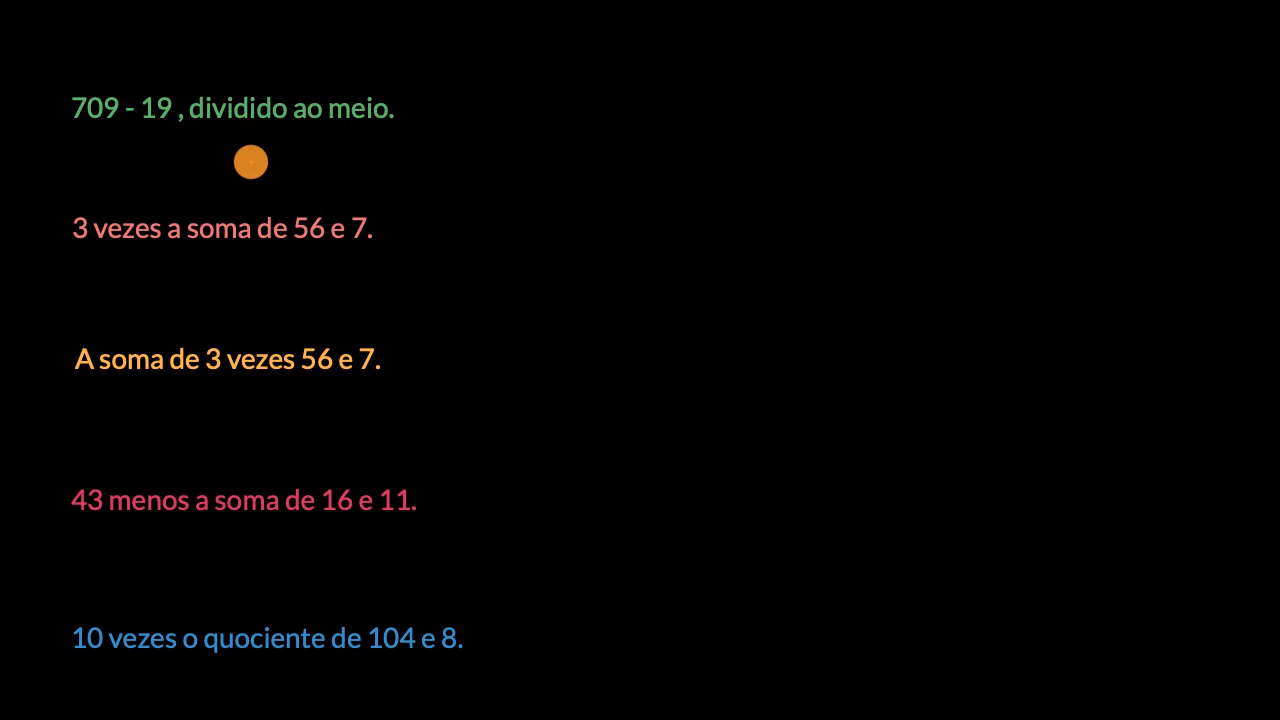 709 - 19 , dividido ao meio.
3 vezes a soma de 56 e 7.
A soma de 3 vezes 56 e 7.
43 menos a soma de 16 e 11.
10 vezes o quociente de 104 e 8.